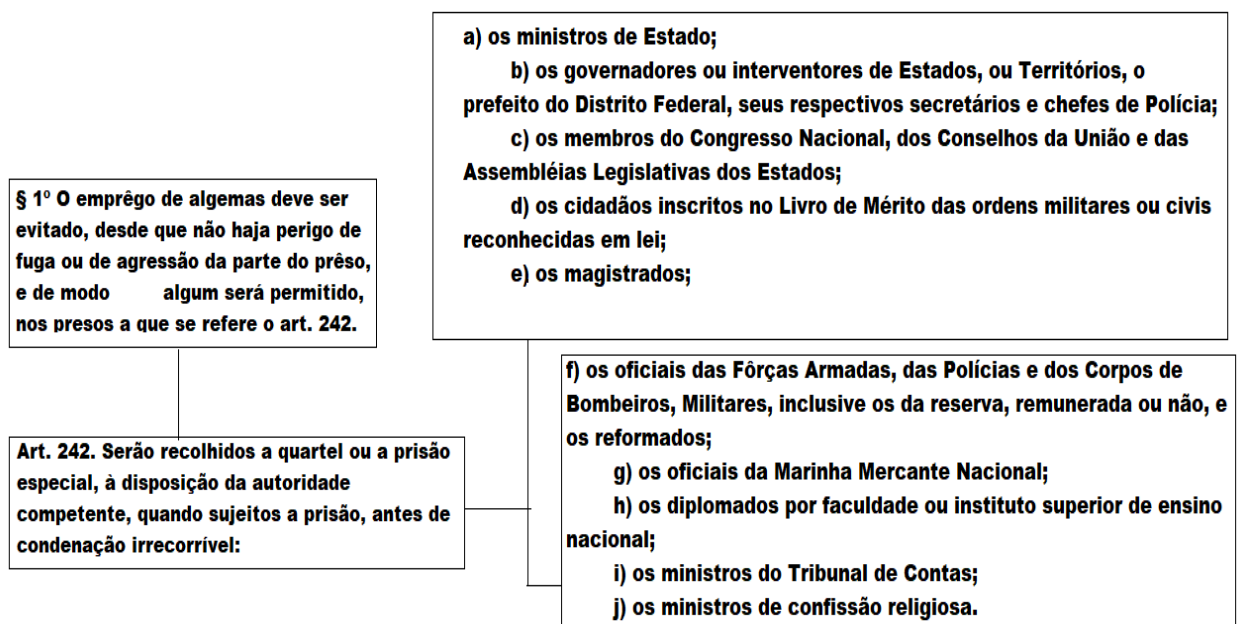 a) os ministros de Estado;
b) os governadores ou interventores de Estados, ou Territórios, o
prefeito do Distrito Federal, seus respectivos secretários e chefes de Polícia;
c) os membros do Congresso Nacional, dos Conselhos da União e das
Assembléias Legislativas dos Estados;
d) os cidadãos inscritos no Livro de Mérito das ordens militares ou civis
reconhecidas em lei;
e) os magistrados;
§ 1º O emprêgo de algemas deve ser
evitado, desde que não haja perigo de
fuga ou de agressão da parte do prêso,
e de modo algum será permitido,
nos presos a que se refere o art. 242.
f) os oficiais das Fôrças Armadas, das Polícias e dos Corpos de
Bombeiros, Militares, inclusive os da reserva, remunerada ou não, e
os reformados;
g) os oficiais da Marinha Mercante Nacional;
h) os diplomados por faculdade ou instituto superior de ensino
nacional;
i) os ministros do Tribunal de Contas;
j) os ministros de confissão religiosa.
Art. 242. Serão recolhidos a quartel ou a prisão
especial, à disposição da autoridade
competente, quando sujeitos a prisão, antes de
condenação irrecorrível: